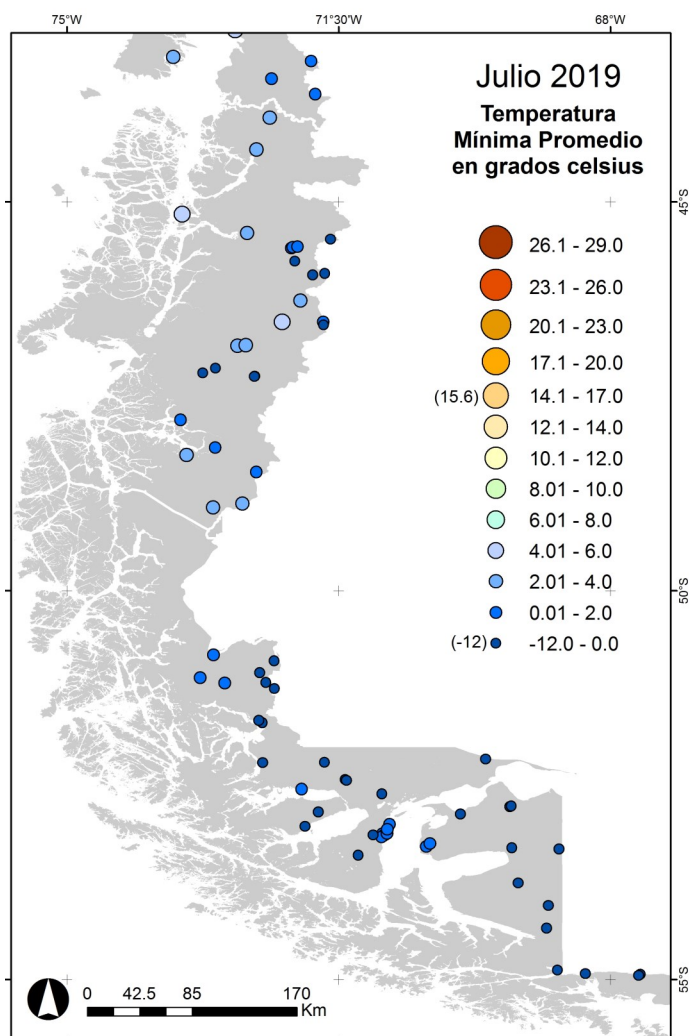 75°W
71°30'W
68°W
Julio 2019
Temperatura
Mínima Promedio
en grados celsius
45°S
26.1 - 29.0
23.1 - 26.0
20.1 - 23.0
17.1 - 20.0
(15.6) 14.1 - 17.0
12.1 - 14.0
10.1 - 12.0
8.01 - 10.0
6.01 - 8.0
4.01 - 6.0
2.01 - 4.0
50°S
0.01 - 2.0
(-12) -12.0 - 0.0
55°S
0 42.5 85 170
Km